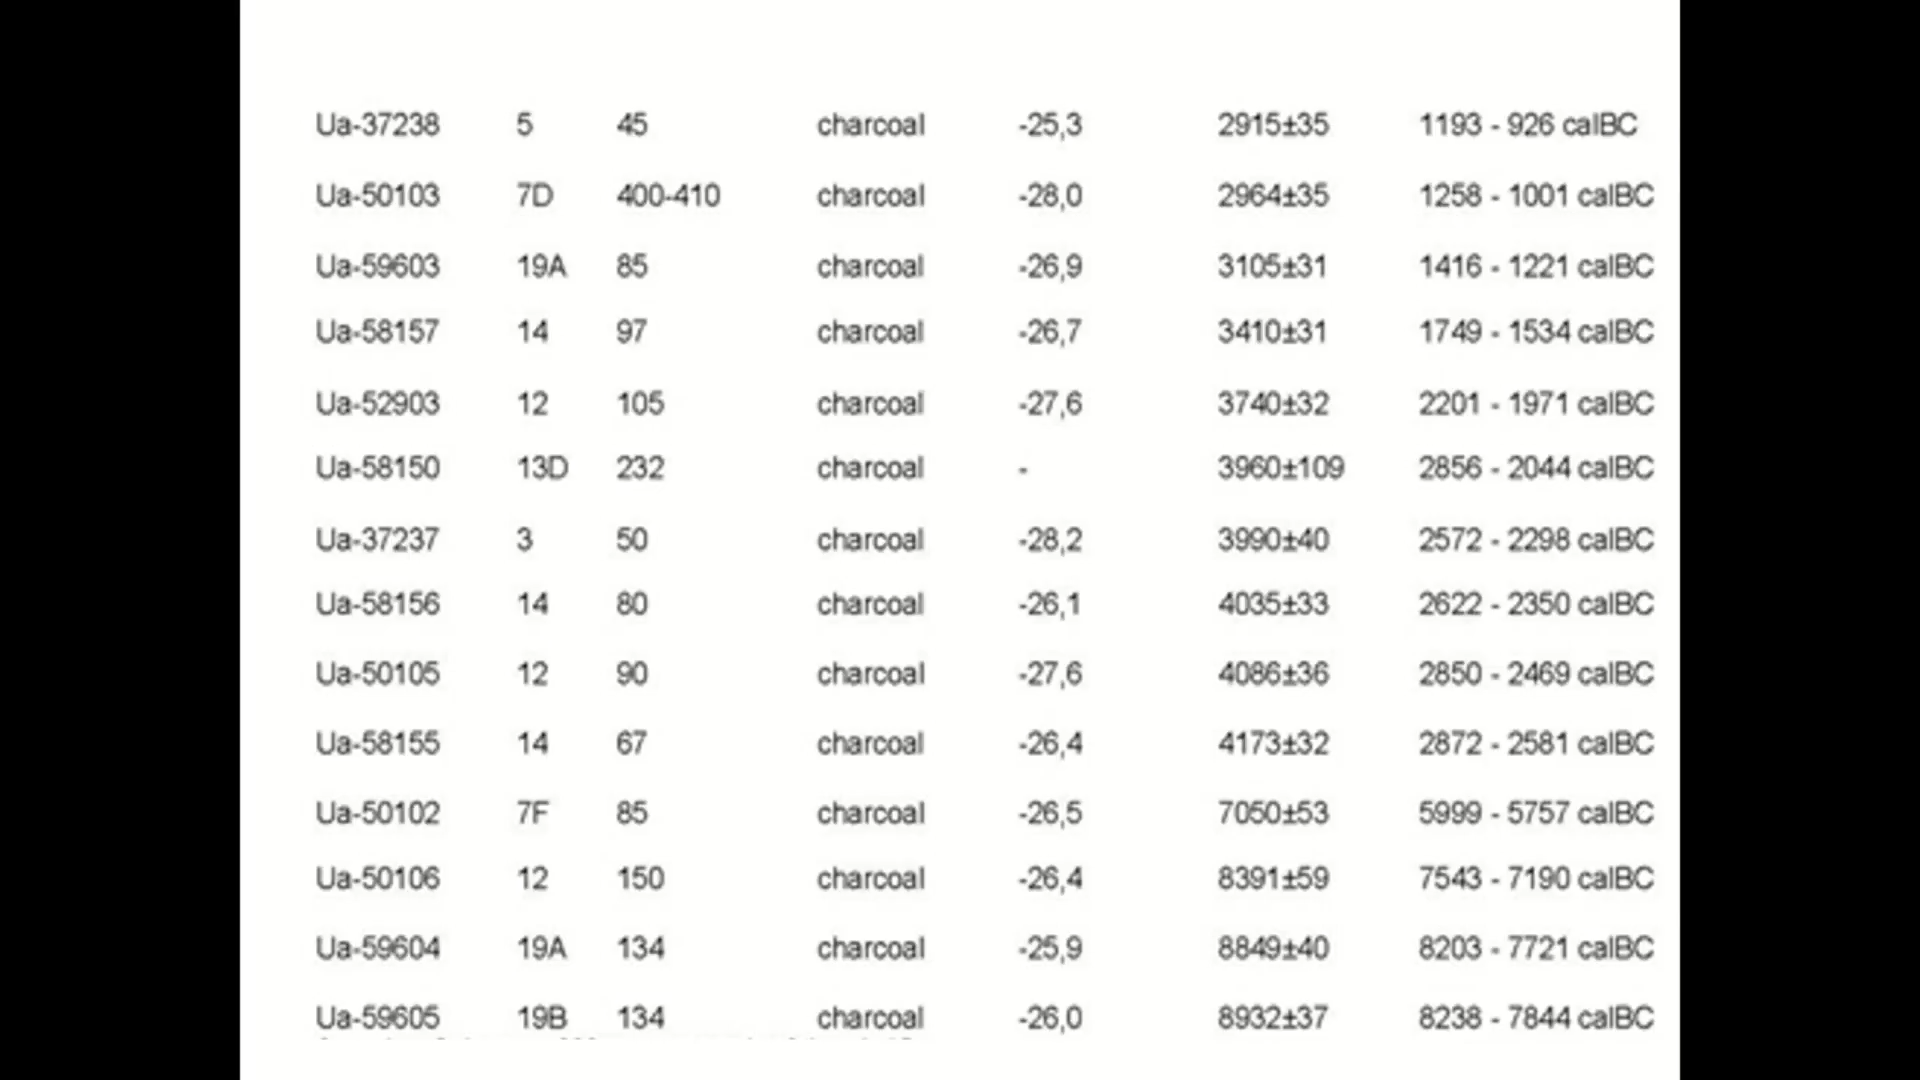 Ua-37238 5 45 charcoal -25,3 2915±35 1193 - 926 calBC
Ua-50103 7D 400-410 charcoal -28,0 2964±35 1258 - 1001 calBC
Ua-59603 19A 85 charcoal -26,9 3105±31 1416 - 1221 calBC
Ua-58157 14 97 charcoal -26,7 3410±31 1749 - 1534 calBC
Ua-52903 12 105 charcoal -27,6 3740±32 2201 - 1971 calBC
Ua-58150 13D 232 charcoal - 3960±109 2856 - 2044 calBC
Ua-37237 3 50 charcoal -28,2 3990±40 2572 - 2298 calBC
Ua-58156 14 80 charcoal -26,1 4035±33 2622 - 2350 calBC
Ua-50105 12 90 charcoal -27,6 4086±36 2850 - 2469 calBC
Ua-58155 14 67 charcoal -26,4 4173±32 2872 - 2581 calBC
Ua-50102 7F 85 charcoal -26,5 7050±53 5999 - 5757 calBC
Ua-50106 12 150 charcoal -26,4 8391±59 7543 - 7190 calBC
Ua-59604 19A 134 charcoal -25,9 8849±40 8203 - 7721 calBC
Ua-59605 19B 134 charcoal -26,0 8932±37 8238 - 7844 calBC